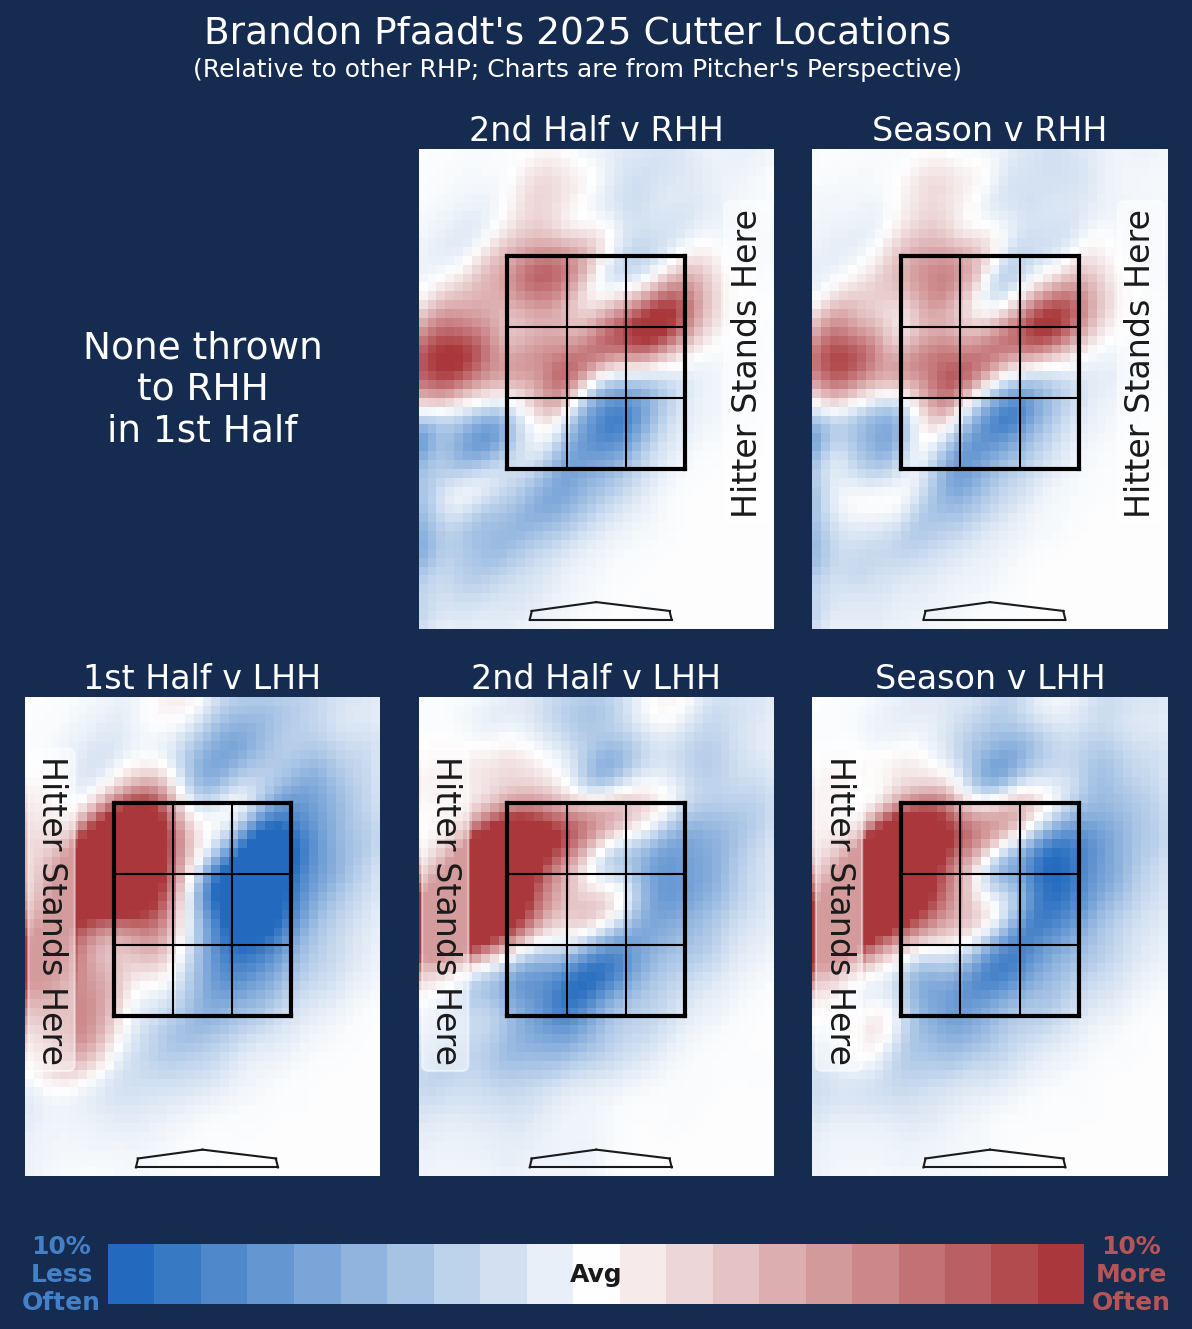 Brandon Pfaadt's 2025 Cutter Locations
(Relative to other RHP; Charts are from Pitcher's Perspective)
2nd Half v RHH
Season v RHH
None thrown
to RHH
in 1st Half
Hitter Stands Here
Hitter Stands Here
1st Half v LHH
2nd Half v LHH
Season v LHH
Hitter Stands Here
Hitter Stands Here
Hitter Stands Here
10%
Less
Often
Avg
10%
More
Often